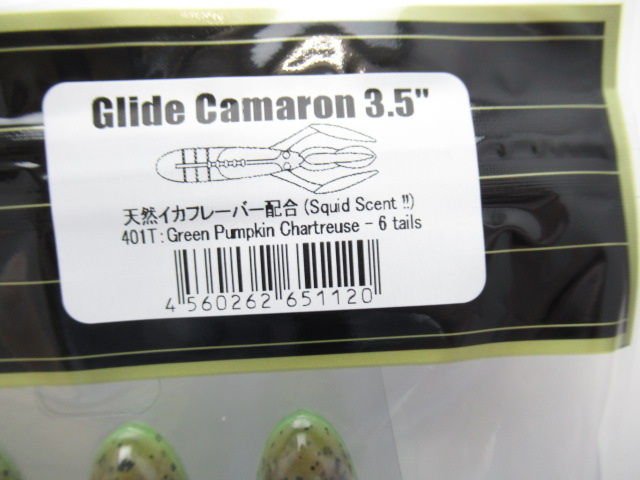 Glide Camaron 3.5"
天然イカフレーバー配合 (Squid Scent !!)
401T: Green Pumpkin Chartreuse - 6 tails
4 560262 651120